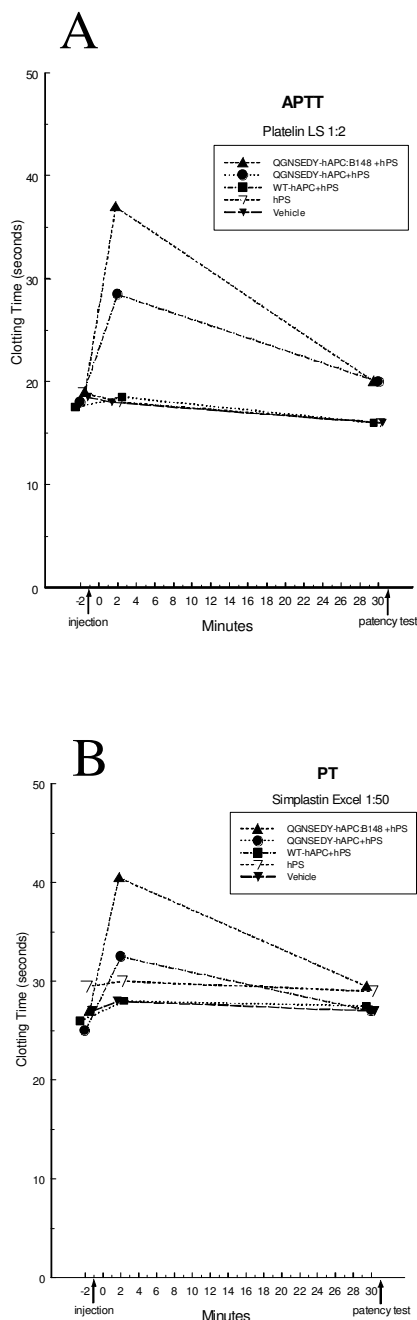 A
APTT
Platelin LS 1:2
QGNSEDY-hAPC:B148 +hPS
QGNSEDY-hAPC+hPS
WT-hAPC+hPS
hPS
Vehicle
Clotting Time (seconds)
50
40
30
20
10
0
-2 0 2 4 6 8 10 12 14 16 18 20 22 24 26 28 30
injection
Minutes
patency test
B
PT
Simplastin Excel 1:50
QGNSEDY-hAPC:B148 +hPS
QGNSEDY-hAPC+hPS
WT-hAPC+hPS
hPS
Vehicle
Clotting Time (seconds)
50
40
30
20
10
0
-2 0 2 4 6 8 10 12 14 16 18 20 22 24 26 28 30
injection
Minutes
patency test